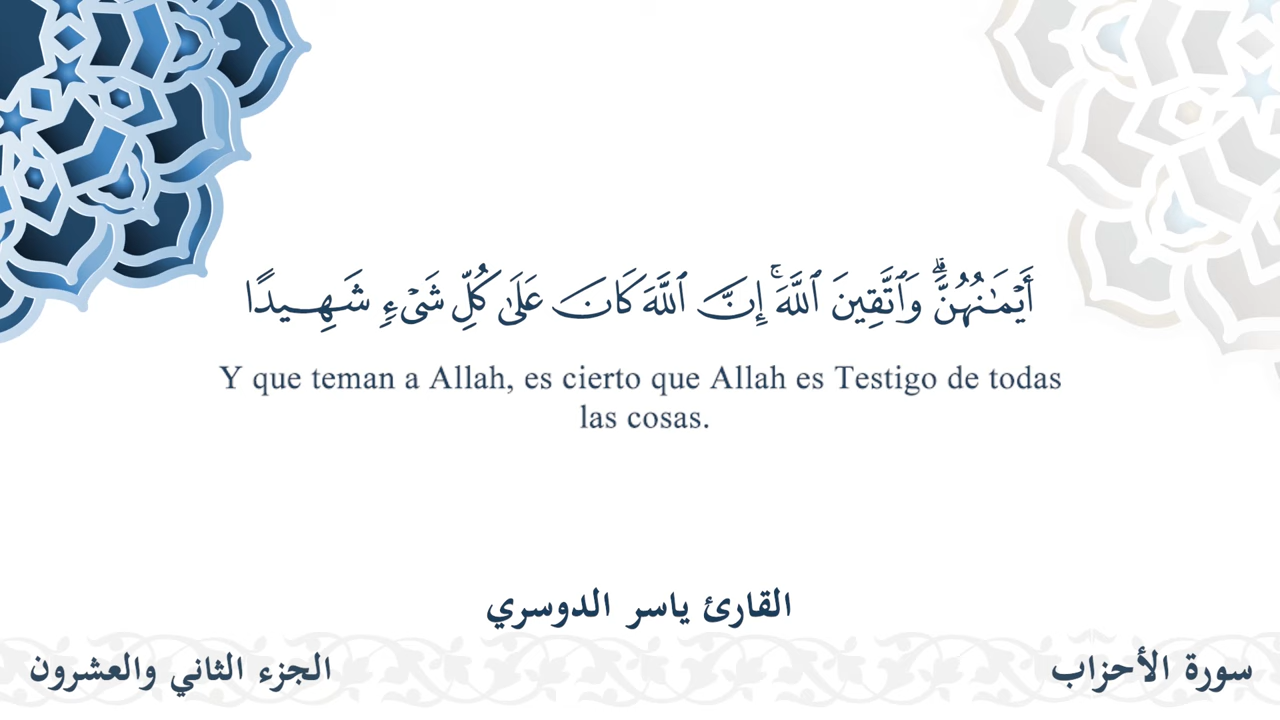 أَيْمَٰنُهُنَّۗ وَٱتَّقِينَ ٱللَّهَۚ إِنَّ ٱللَّهَ كَانَ عَلَىٰ كُلِّ شَىْءٍ شَهِيدًا
Y que teman a Allah, es cierto que Allah es Testigo de todas
las cosas.
القارئ ياسر الدوسري
سورة الأحزاب
الجزء الثاني والعشرون